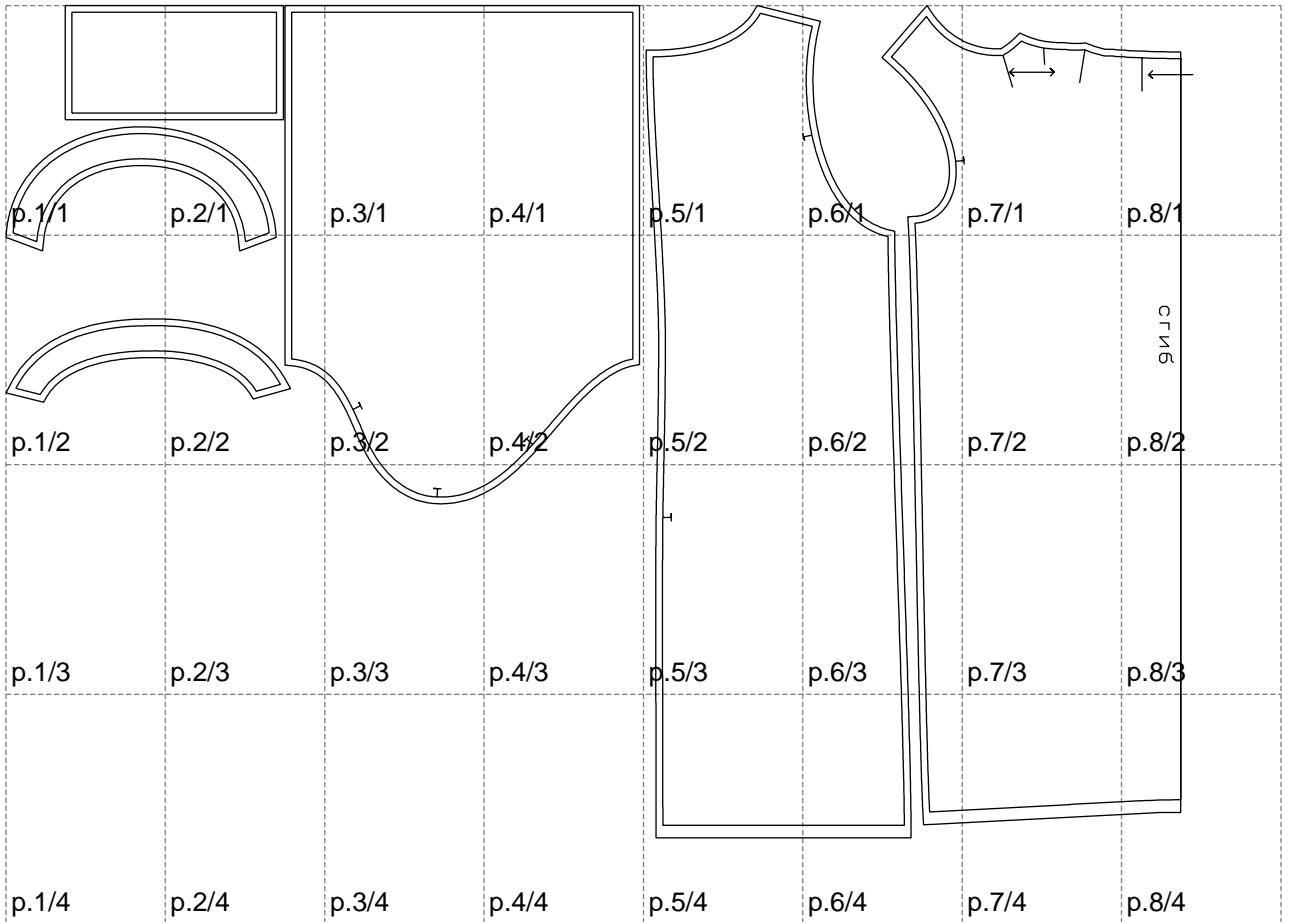 p.1/1 p.2/1 p.3/1 p.4/1 p.5/1 p.6/1 p.7/1 p.8/1
сгиб
p.1/2 p.2/2 p.3/2 p.4/2 p.5/2 p.6/2 p.7/2 p.8/2
p.1/3 p.2/3 p.3/3 p.4/3 p.5/3 p.6/3 p.7/3 p.8/3
p.1/4 p.2/4 p.3/4 p.4/4 p.5/4 p.6/4 p.7/4 p.8/4